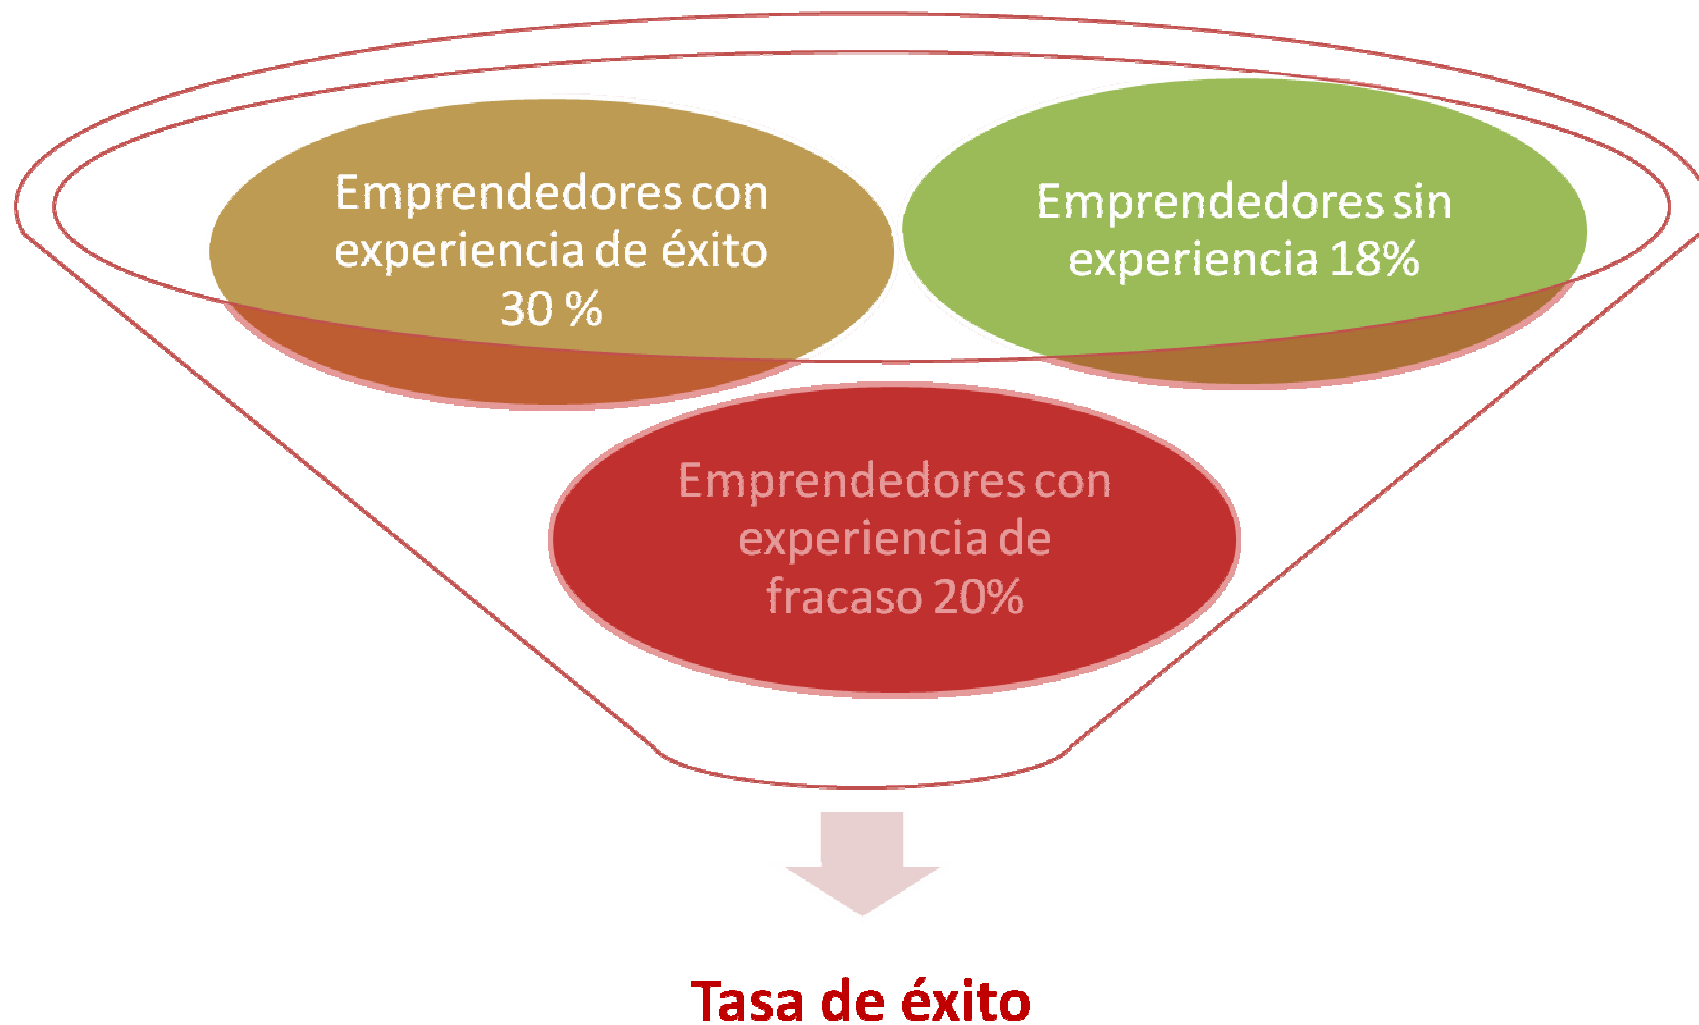 Emprendedores con
experiencia de éxito
30 %
Emprendedores sin
experiencia 18%
Emprendedores con
experiencia de
fracaso 20%
Tasa de éxito